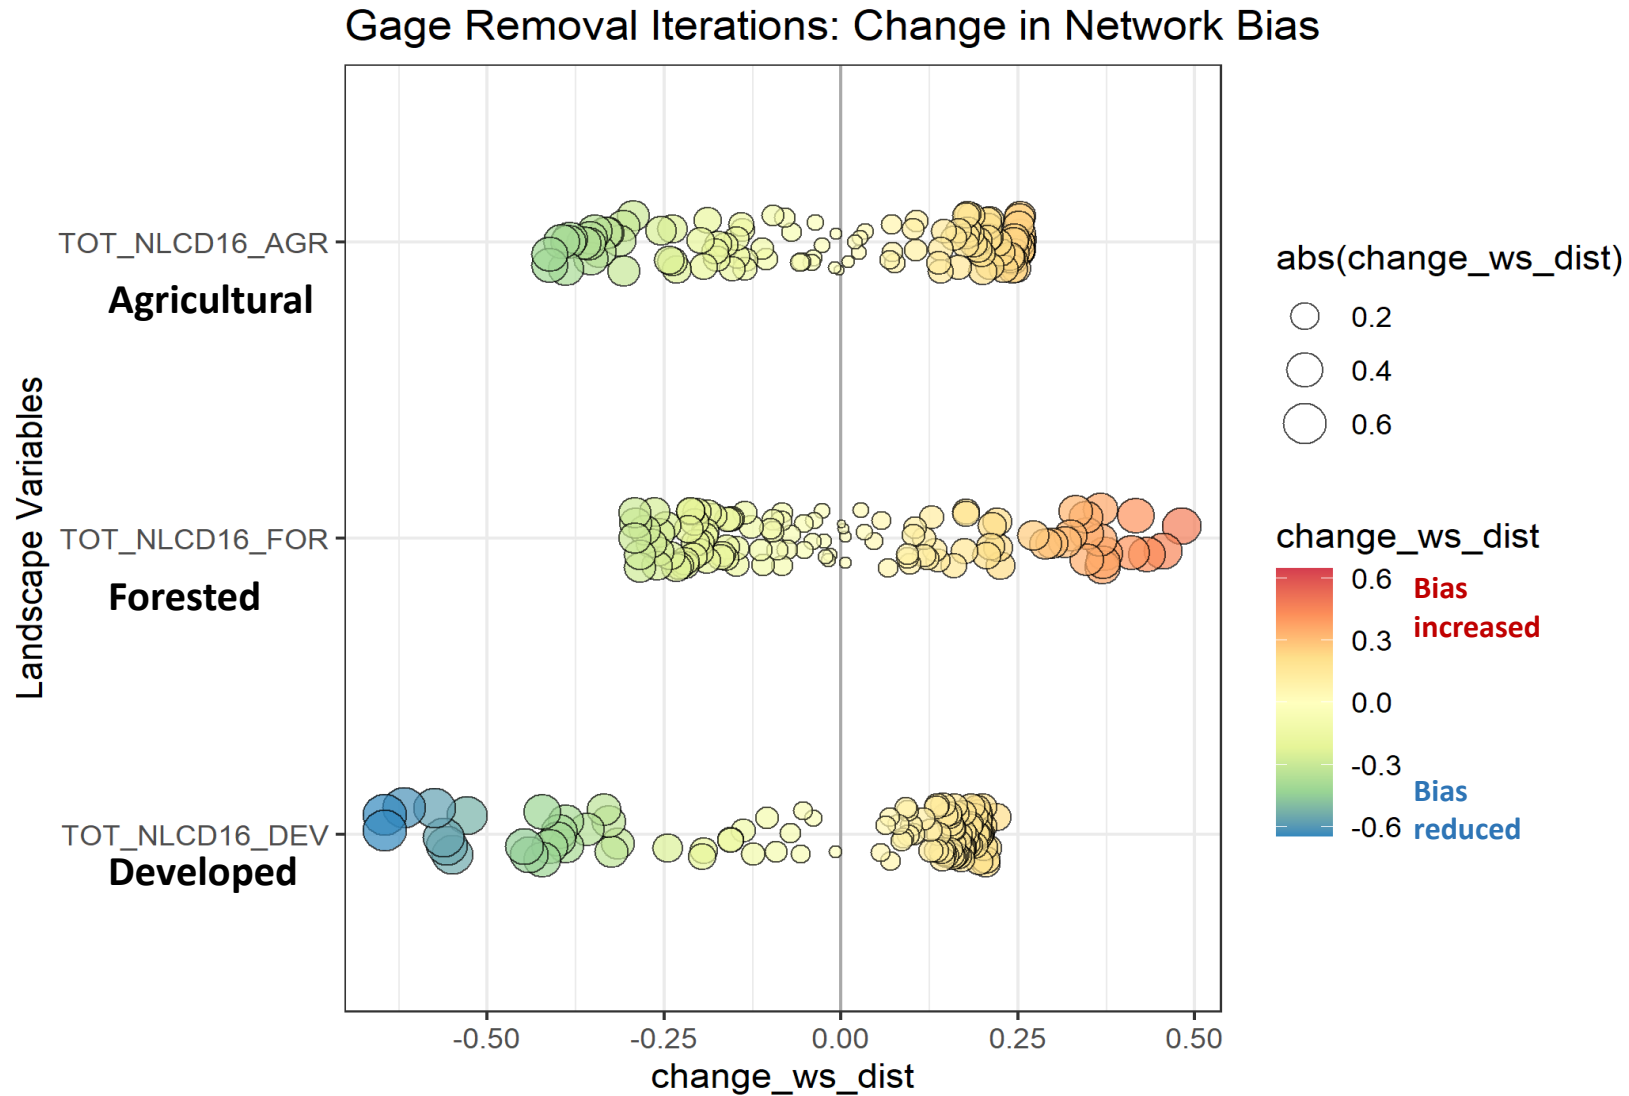 Gage Removal Iterations: Change in Network Bias
Landscape Variables
TOT_NLCD16_AGR
Agricultural
TOT_NLCD16_FOR
Forested
TOT_NLCD16_DEV
Developed
-0.50
-0.25
0.00
0.25
0.50
change_ws_dist
abs(change_ws_dist)
0.2
0.4
0.6
change_ws_dist
0.6
0.3
0.0
-0.3
-0.6
Bias
increased
Bias
reduced